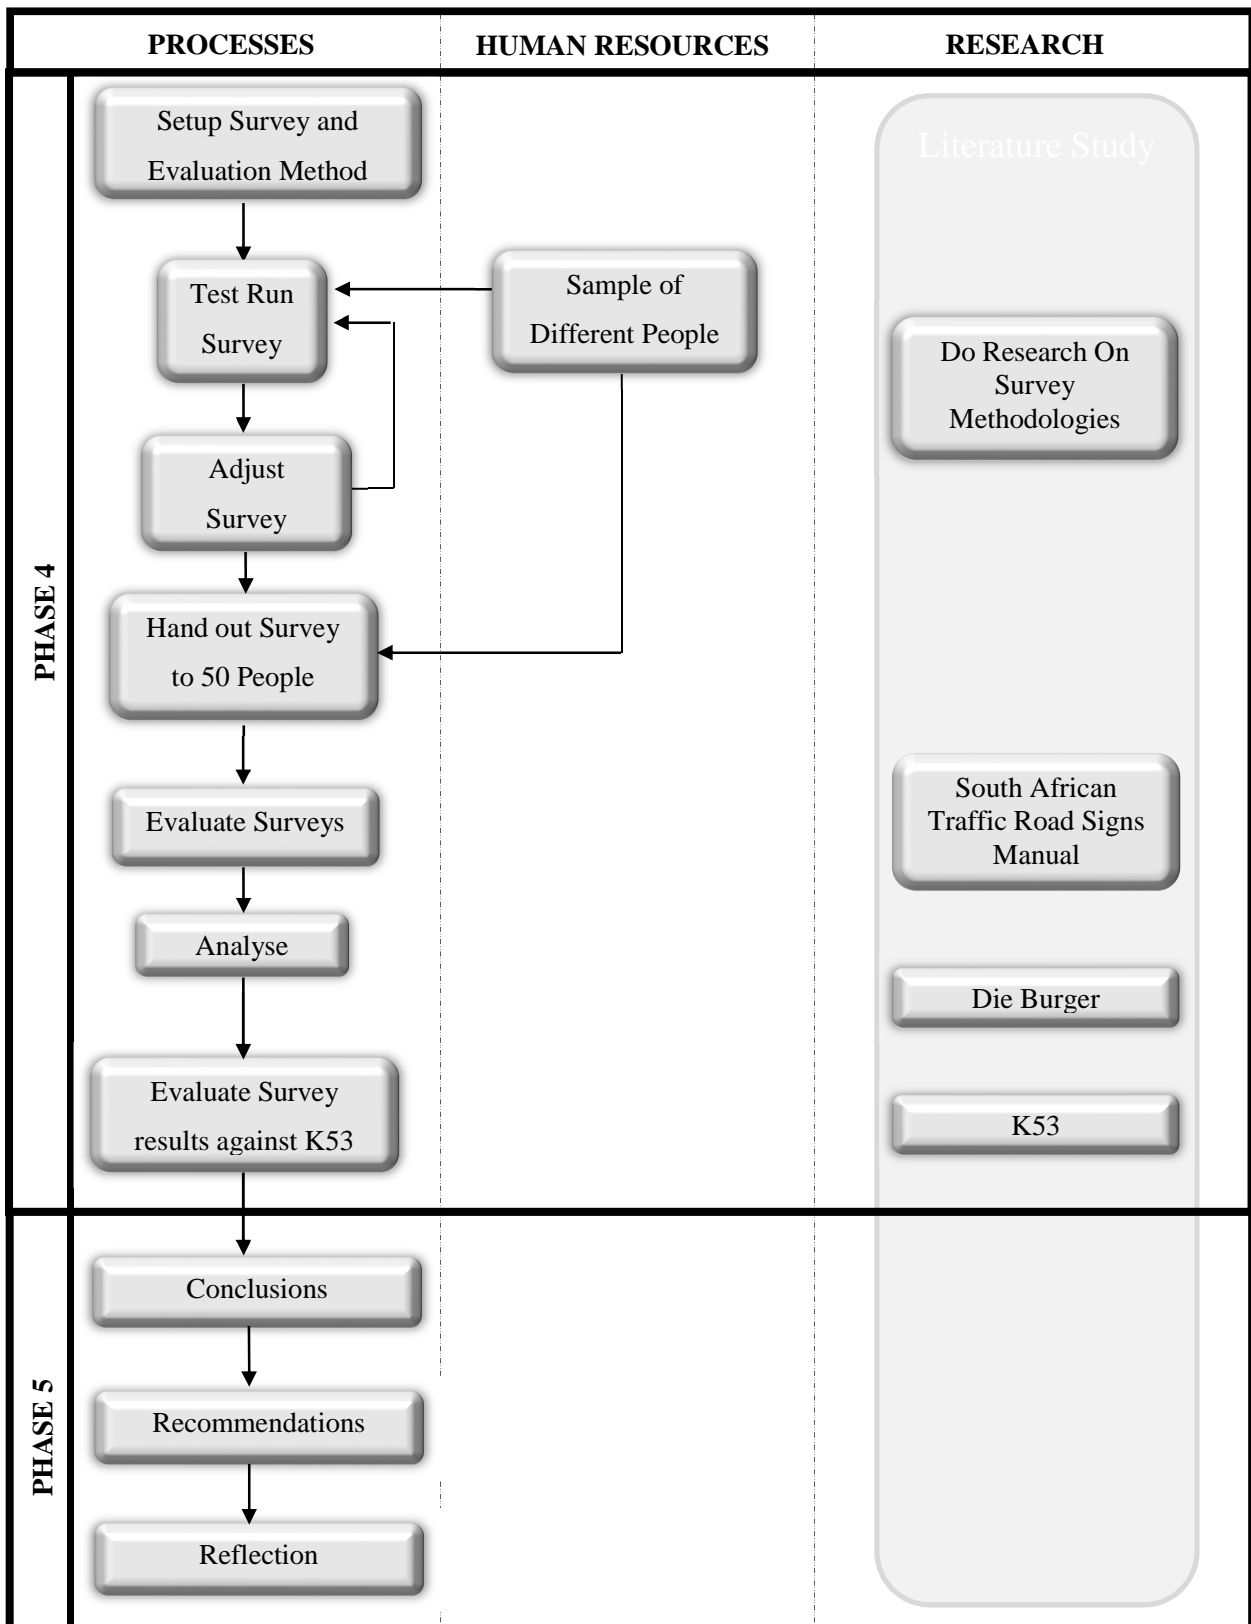 PROCESSES
HUMAN RESOURCES
RESEARCH
PHASE 4
Setup Survey and
Evaluation Method
Test Run
Survey
Adjust
Survey
Hand out Survey
to 50 People
Evaluate Surveys
Analyse
Evaluate Survey
results against K53
Sample of
Different People
Literature Study
Do Research On
Survey
Methodologies
South African
Traffic Road Signs
Manual
Die Burger
K53
PHASE 5
Conclusions
Recommendations
Reflection